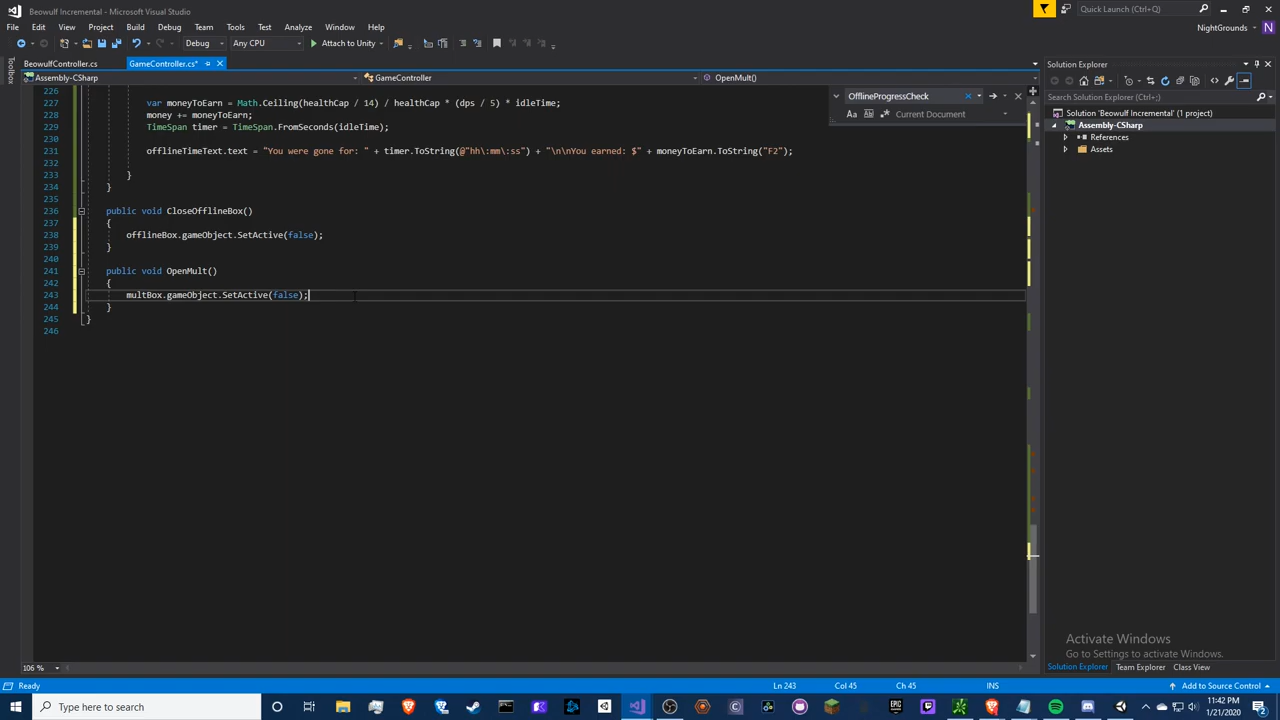 Beowulf Incremental - Microsoft Visual Studio
Quick Launch (Ctrl+Q)
File Edit View Project Build Debug Team Tools Test Analyze Window Help
NightGrounds N
Debug Any CPU Attach to Unity
BeowulfController.cs GameController.cs*
Toolbox
Assembly-CSharp GameController OpenMult()
OfflineProgressCheck
Current Document
226
227 var moneyToEarn = Math.Ceiling(healthCap / 14) / healthCap * (dps / 5) * idleTime;
228 money += moneyToEarn;
229 TimeSpan timer = TimeSpan.FromSeconds(idleTime);
230
231 offlineTimeText.text = "You were gone for: " + timer.ToString(@"hh\:mm\:ss") + "\n\nYou earned: $" + moneyToEarn.ToString("F2");
232
233 }
234 }
235
236 public void CloseOfflineBox()
237 {
238 offlineBox.gameObject.SetActive(false);
239 }
240
241 public void OpenMult()
242 {
243 multBox.gameObject.SetActive(false);
244 }
245 }
246
Solution Explorer
Search Solution Explorer (Ctrl+;)
Solution 'Beowulf Incremental' (1 project)
Assembly-CSharp
References
Assets
Activate Windows
Go to Settings to activate Windows.
106 %
Solution Explorer Team Explorer Class View
Ready Ln 243 Col 45 Ch 45 INS Add to Source Control
Type here to search
11:42 PM
1/21/2020
2